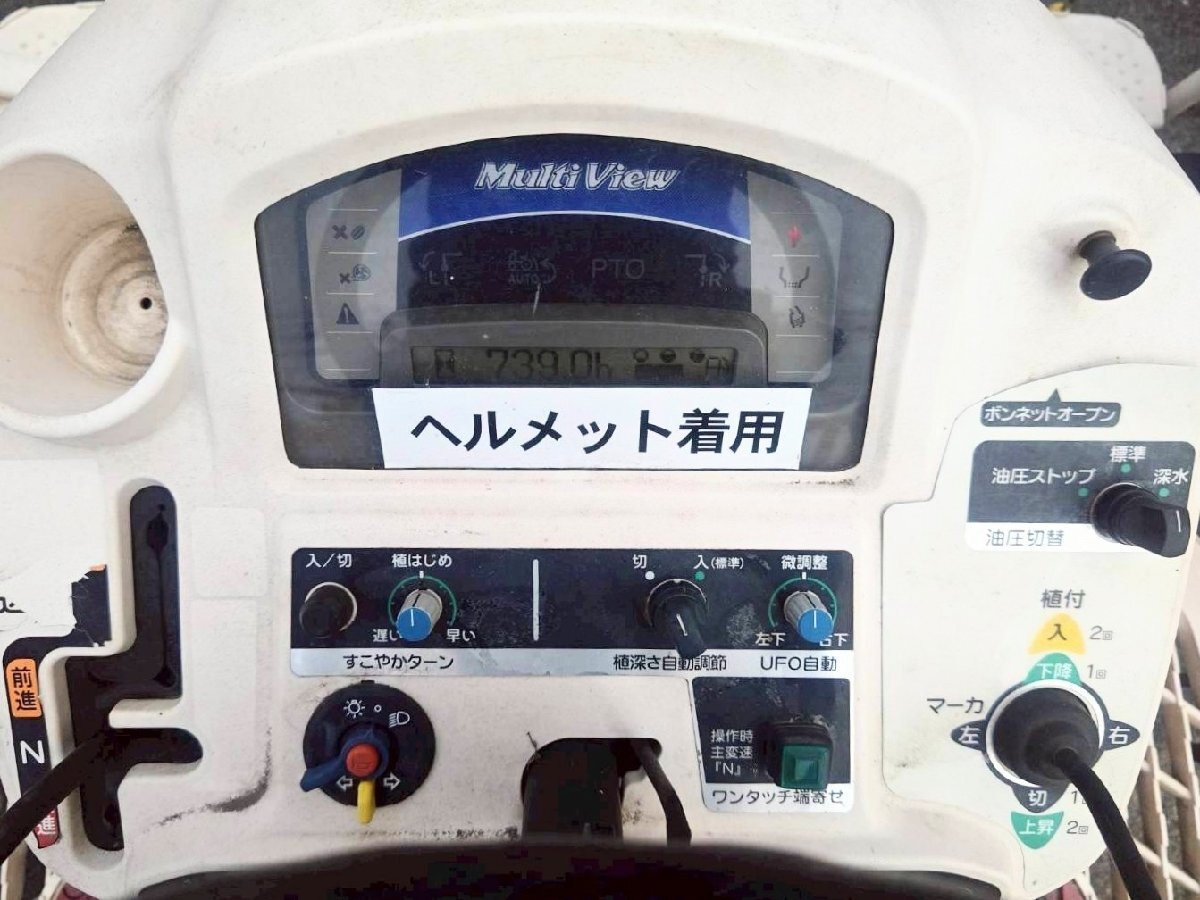 Multi View
L
AUTO
PTO
R
739.0h
ヘルメット着用
ボンネットオープン
標準
油圧ストップ
深水
油圧切替
入/切
植はじめ
遅い
早い
すこやかターン
切
入(標準)
植深さ自動調節
微調整
左下
右下
UFO自動
植付
入 2回
下降 1回
マーカ
左
右
切
上昇 2回
操作時
主変速
「N」
ワンタッチ端寄せ
前進
N
進